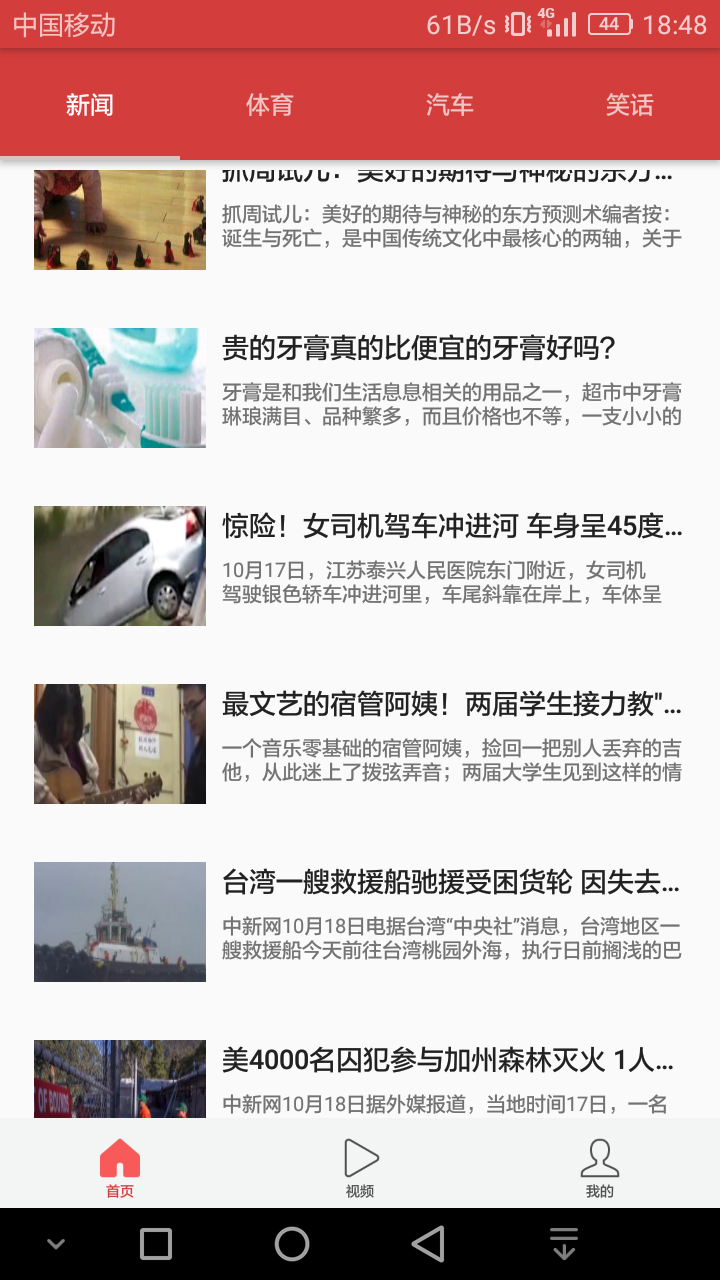 中国移动 61B/s 4G 44 18:48
新闻 体育 汽车 笑话
抓周试儿：美好的期待与神秘的东方...
抓周试儿：美好的期待与神秘的东方预测术编者按：
诞生与死亡，是中国传统文化中最核心的两轴，关于
贵的牙膏真的比便宜的牙膏好吗？
牙膏是和我们生活息息相关的用品之一，超市中牙膏
琳琅满目、品种繁多，而且价格也不等，一支小小的
惊险！女司机驾车冲进河 车身呈45度...
10月17日，江苏泰兴人民医院东门附近，女司机
驾驶银色轿车冲进河里，车尾斜靠在岸上，车体呈
最文艺的宿管阿姨！两届学生接力教"...
一个音乐零基础的宿管阿姨，捡回一把别人丢弃的吉
他，从此迷上了拨弦弄音；两届大学生见到这样的情
台湾一艘救援船驰援受困货轮 因失去...
中新网10月18日电据台湾“中央社”消息，台湾地区一
艘救援船今天前往台湾桃园外海，执行日前搁浅的巴
美4000名囚犯参与加州森林灭火 1人...
OF BOUNDS
中新网10月18日据外媒报道，当地时间17日，一名
首页 视频 我的